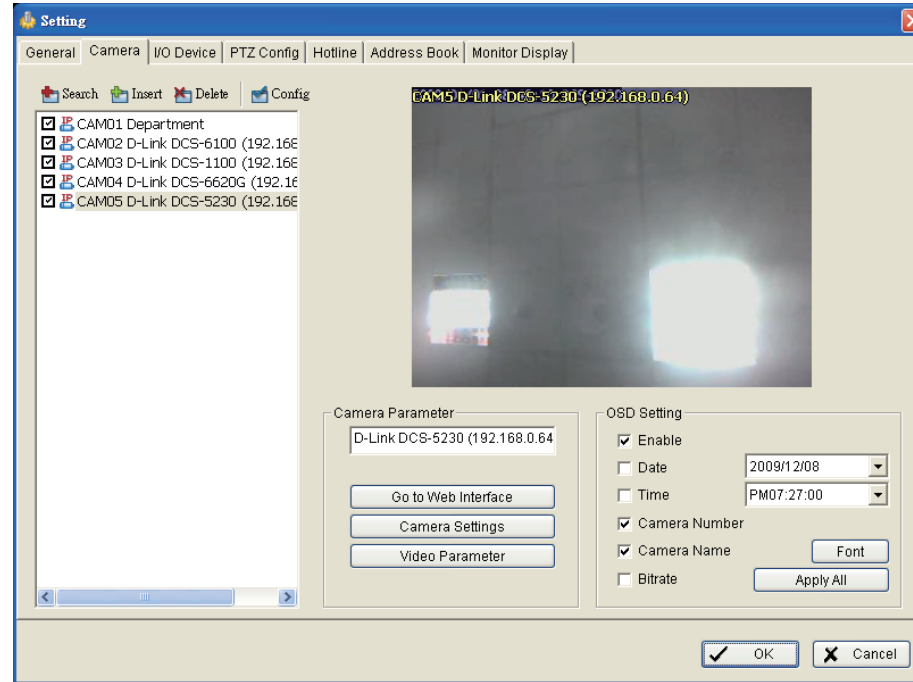 Setting
General Camera I/O Device PTZ Config Hotline Address Book Monitor Display
Search Insert Delete Config
CAM01 Department
CAM02 D-Link DCS-6100 (192.168
CAM03 D-Link DCS-1100 (192.168
CAM04 D-Link DCS-6620G (192.16
CAM05 D-Link DCS-5230 (192.168
CAM5 D-Link DCS-5230 (192.168.0.64)
Camera Parameter
D-Link DCS-5230 (192.168.0.64
Go to Web Interface
Camera Settings
Video Parameter
OSD Setting
Enable
Date 2009/12/08
Time PM07:27:00
Camera Number
Camera Name Font
Bitrate Apply All
OK Cancel